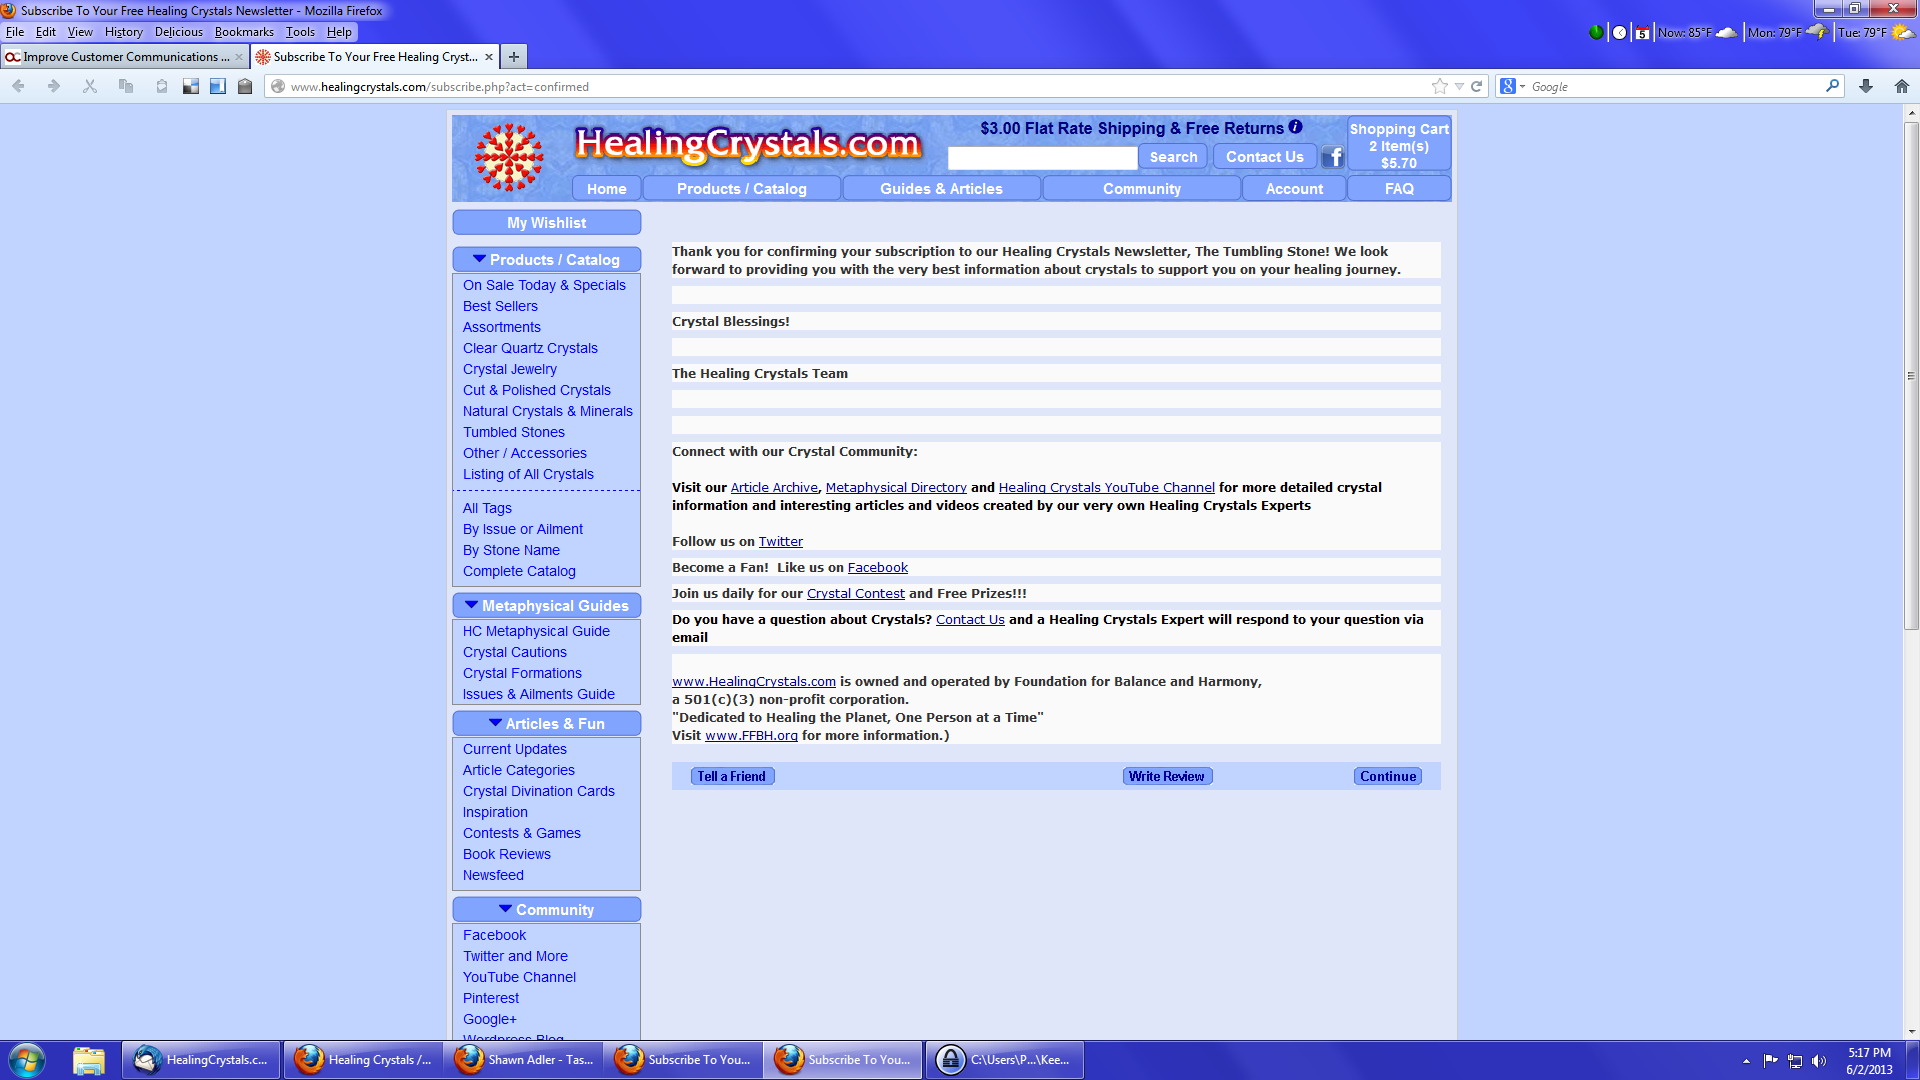 Subscribe To Your Free Healing Crystals Newsletter - Mozilla Firefox
File Edit View History Delicious Bookmarks Tools Help
5 Now: 85°F Mon: 79°F Tue: 79°F
Improve Customer Communications ...
Subscribe To Your Free Healing Cryst...
www.healingcrystals.com/subscribe.php?act=confirmed
Google
HealingCrystals.com
$3.00 Flat Rate Shipping & Free Returns
Search
Contact Us
Shopping Cart
2 Item(s)
$5.70
Home
Products / Catalog
Guides & Articles
Community
Account
FAQ
My Wishlist
Products / Catalog
On Sale Today & Specials
Best Sellers
Assortments
Clear Quartz Crystals
Crystal Jewelry
Cut & Polished Crystals
Natural Crystals & Minerals
Tumbled Stones
Other / Accessories
Listing of All Crystals
All Tags
By Issue or Ailment
By Stone Name
Complete Catalog
Metaphysical Guides
HC Metaphysical Guide
Crystal Cautions
Crystal Formations
Issues & Ailments Guide
Articles & Fun
Current Updates
Article Categories
Crystal Divination Cards
Inspiration
Contests & Games
Book Reviews
Newsfeed
Community
Facebook
Twitter and More
YouTube Channel
Pinterest
Google+
Wordpress Blog
Thank you for confirming your subscription to our Healing Crystals Newsletter, The Tumbling Stone! We look
forward to providing you with the very best information about crystals to support you on your healing journey.
Crystal Blessings!
The Healing Crystals Team
Connect with our Crystal Community:
Visit our Article Archive, Metaphysical Directory and Healing Crystals YouTube Channel for more detailed crystal
information and interesting articles and videos created by our very own Healing Crystals Experts
Follow us on Twitter
Become a Fan!  Like us on Facebook
Join us daily for our Crystal Contest and Free Prizes!!!
Do you have a question about Crystals? Contact Us and a Healing Crystals Expert will respond to your question via
email
www.HealingCrystals.com is owned and operated by Foundation for Balance and Harmony,
a 501(c)(3) non-profit corporation.
"Dedicated to Healing the Planet, One Person at a Time"
Visit www.FFBH.org for more information.)
Tell a Friend
Write Review
Continue
HealingCrystals.c...
Healing Crystals /...
Shawn Adler - Tas...
Subscribe To You...
Subscribe To You...
C:\Users\P...\Kee...
5:17 PM
6/2/2013